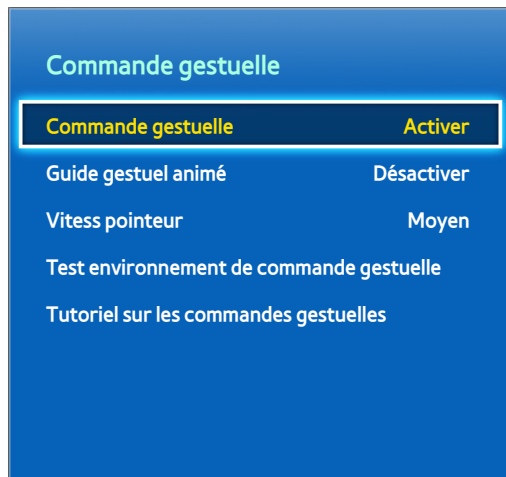 Commande gestuelle
Commande gestuelle Activer
Guide gestuel animé Désactiver
Vitess pointeur Moyen
Test environnement de commande gestuelle
Tutoriel sur les commandes gestuelles